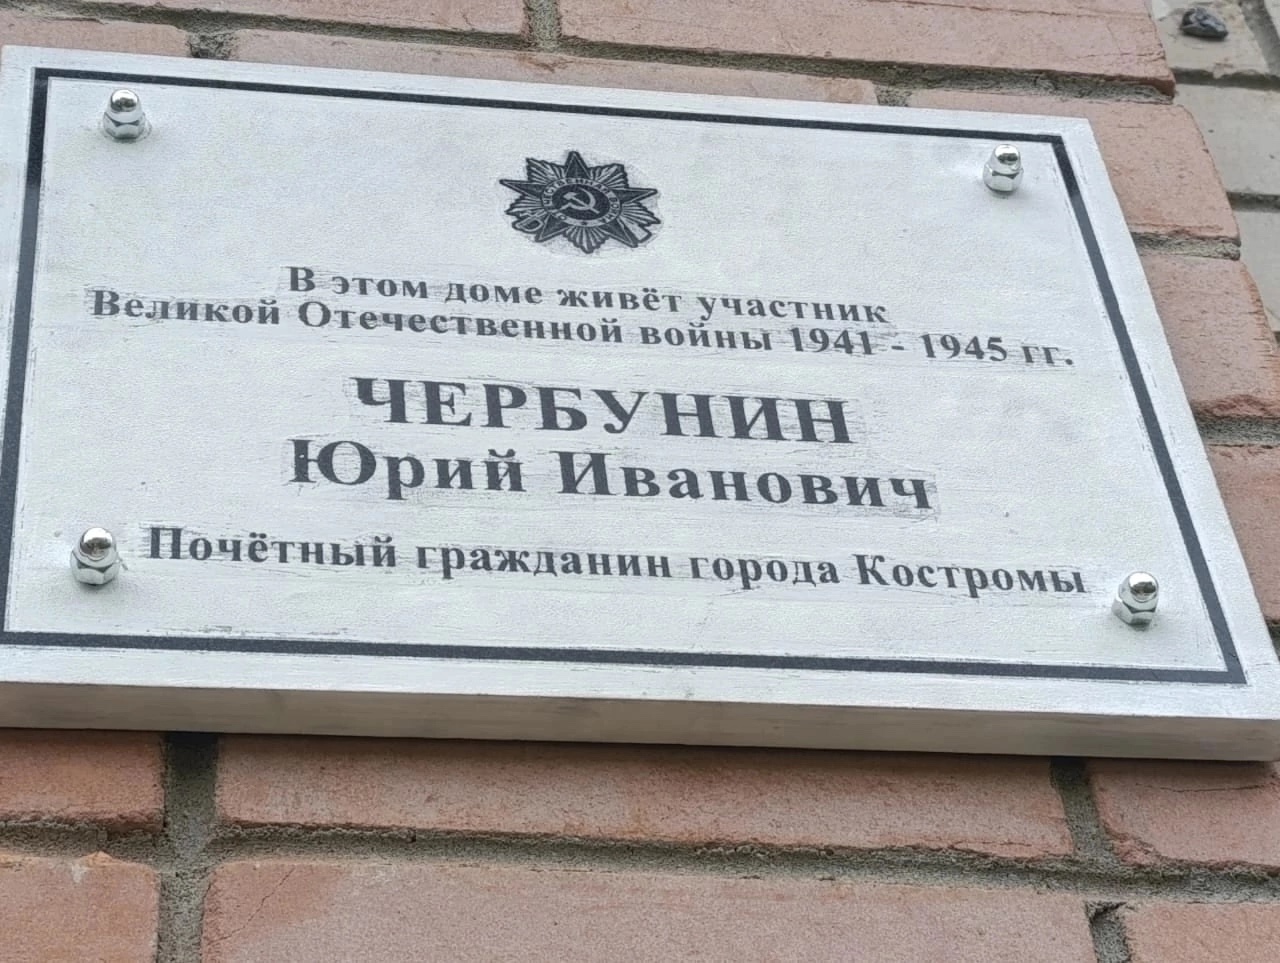 В этом доме живёт участник
Великой Отечественной войны 1941 - 1945 гг.
ЧЕРБУНИН
Юрий Иванович
Почётный гражданин города Костромы